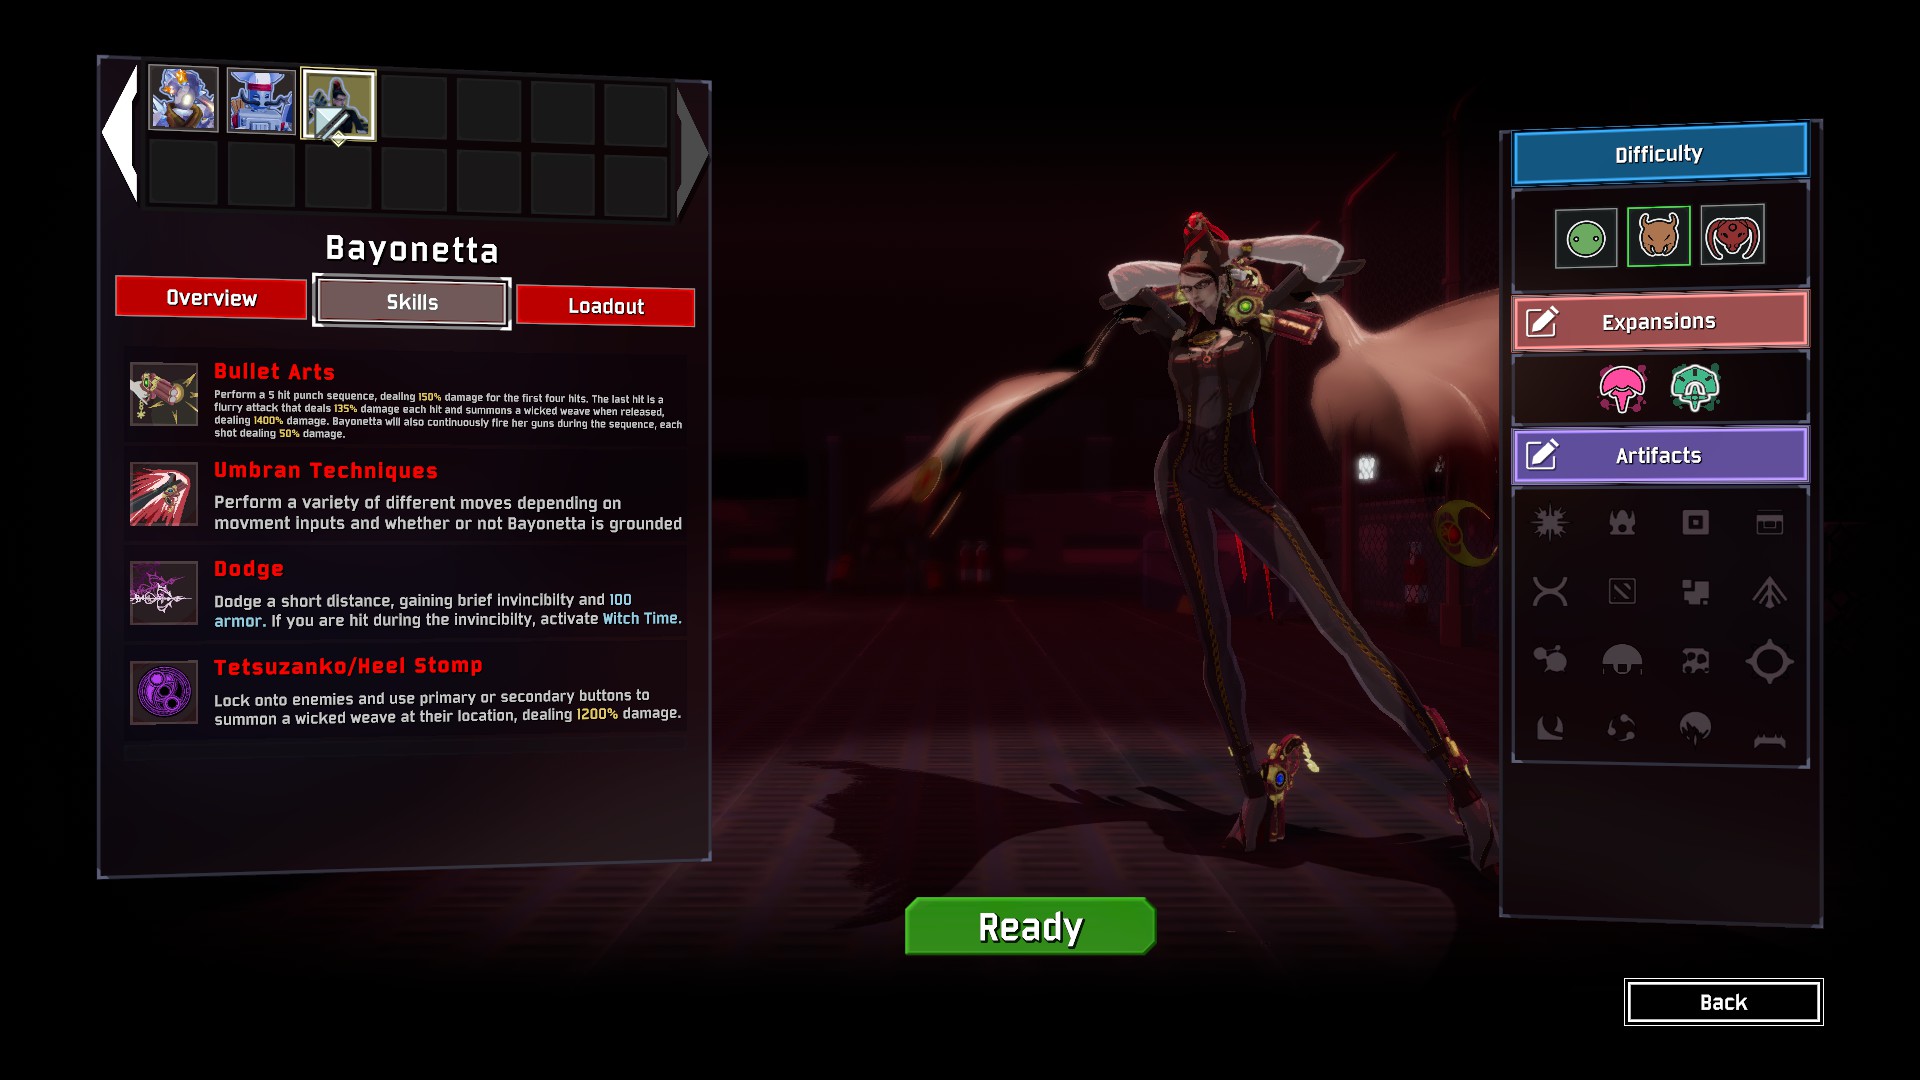 Bayonetta
Overview
Skills
Loadout
Bullet Arts
Perform a 5 hit punch sequence, dealing 150% damage for the first four hits. The last hit is a
flurry attack that deals 135% damage each hit and summons a wicked weave when released,
dealing 1400% damage. Bayonetta will also continuously fire her guns during the sequence, each
shot dealing 50% damage.
Umbran Techniques
Perform a variety of different moves depending on
movment inputs and whether or not Bayonetta is grounded
Dodge
Dodge a short distance, gaining brief invincibilty and 100
armor. If you are hit during the invincibilty, activate Witch Time.
Tetsuzanko/Heel Stomp
Lock onto enemies and use primary or secondary buttons to
summon a wicked weave at their location, dealing 1200% damage.
Difficulty
Expansions
Artifacts
Ready
Back